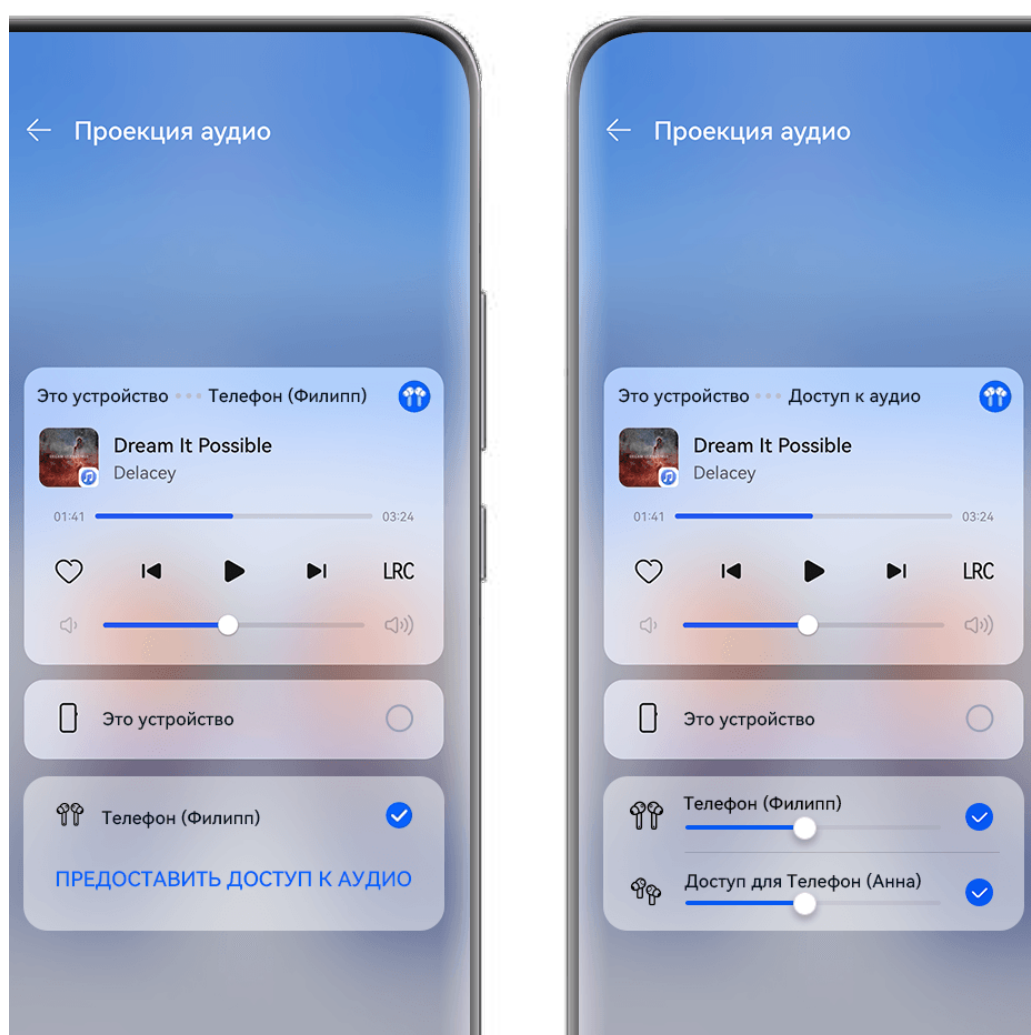 Проекция аудио
Это устройство ••• Телефон (Филипп)
Dream It Possible
Delacey
01:41 03:24
LRC
Это устройство
Телефон (Филипп)
ПРЕДОСТАВИТЬ ДОСТУП К АУДИО
Проекция аудио
Это устройство ••• Доступ к аудио
Dream It Possible
Delacey
01:41 03:24
LRC
Это устройство
Телефон (Филипп)
Доступ для Телефон (Анна)